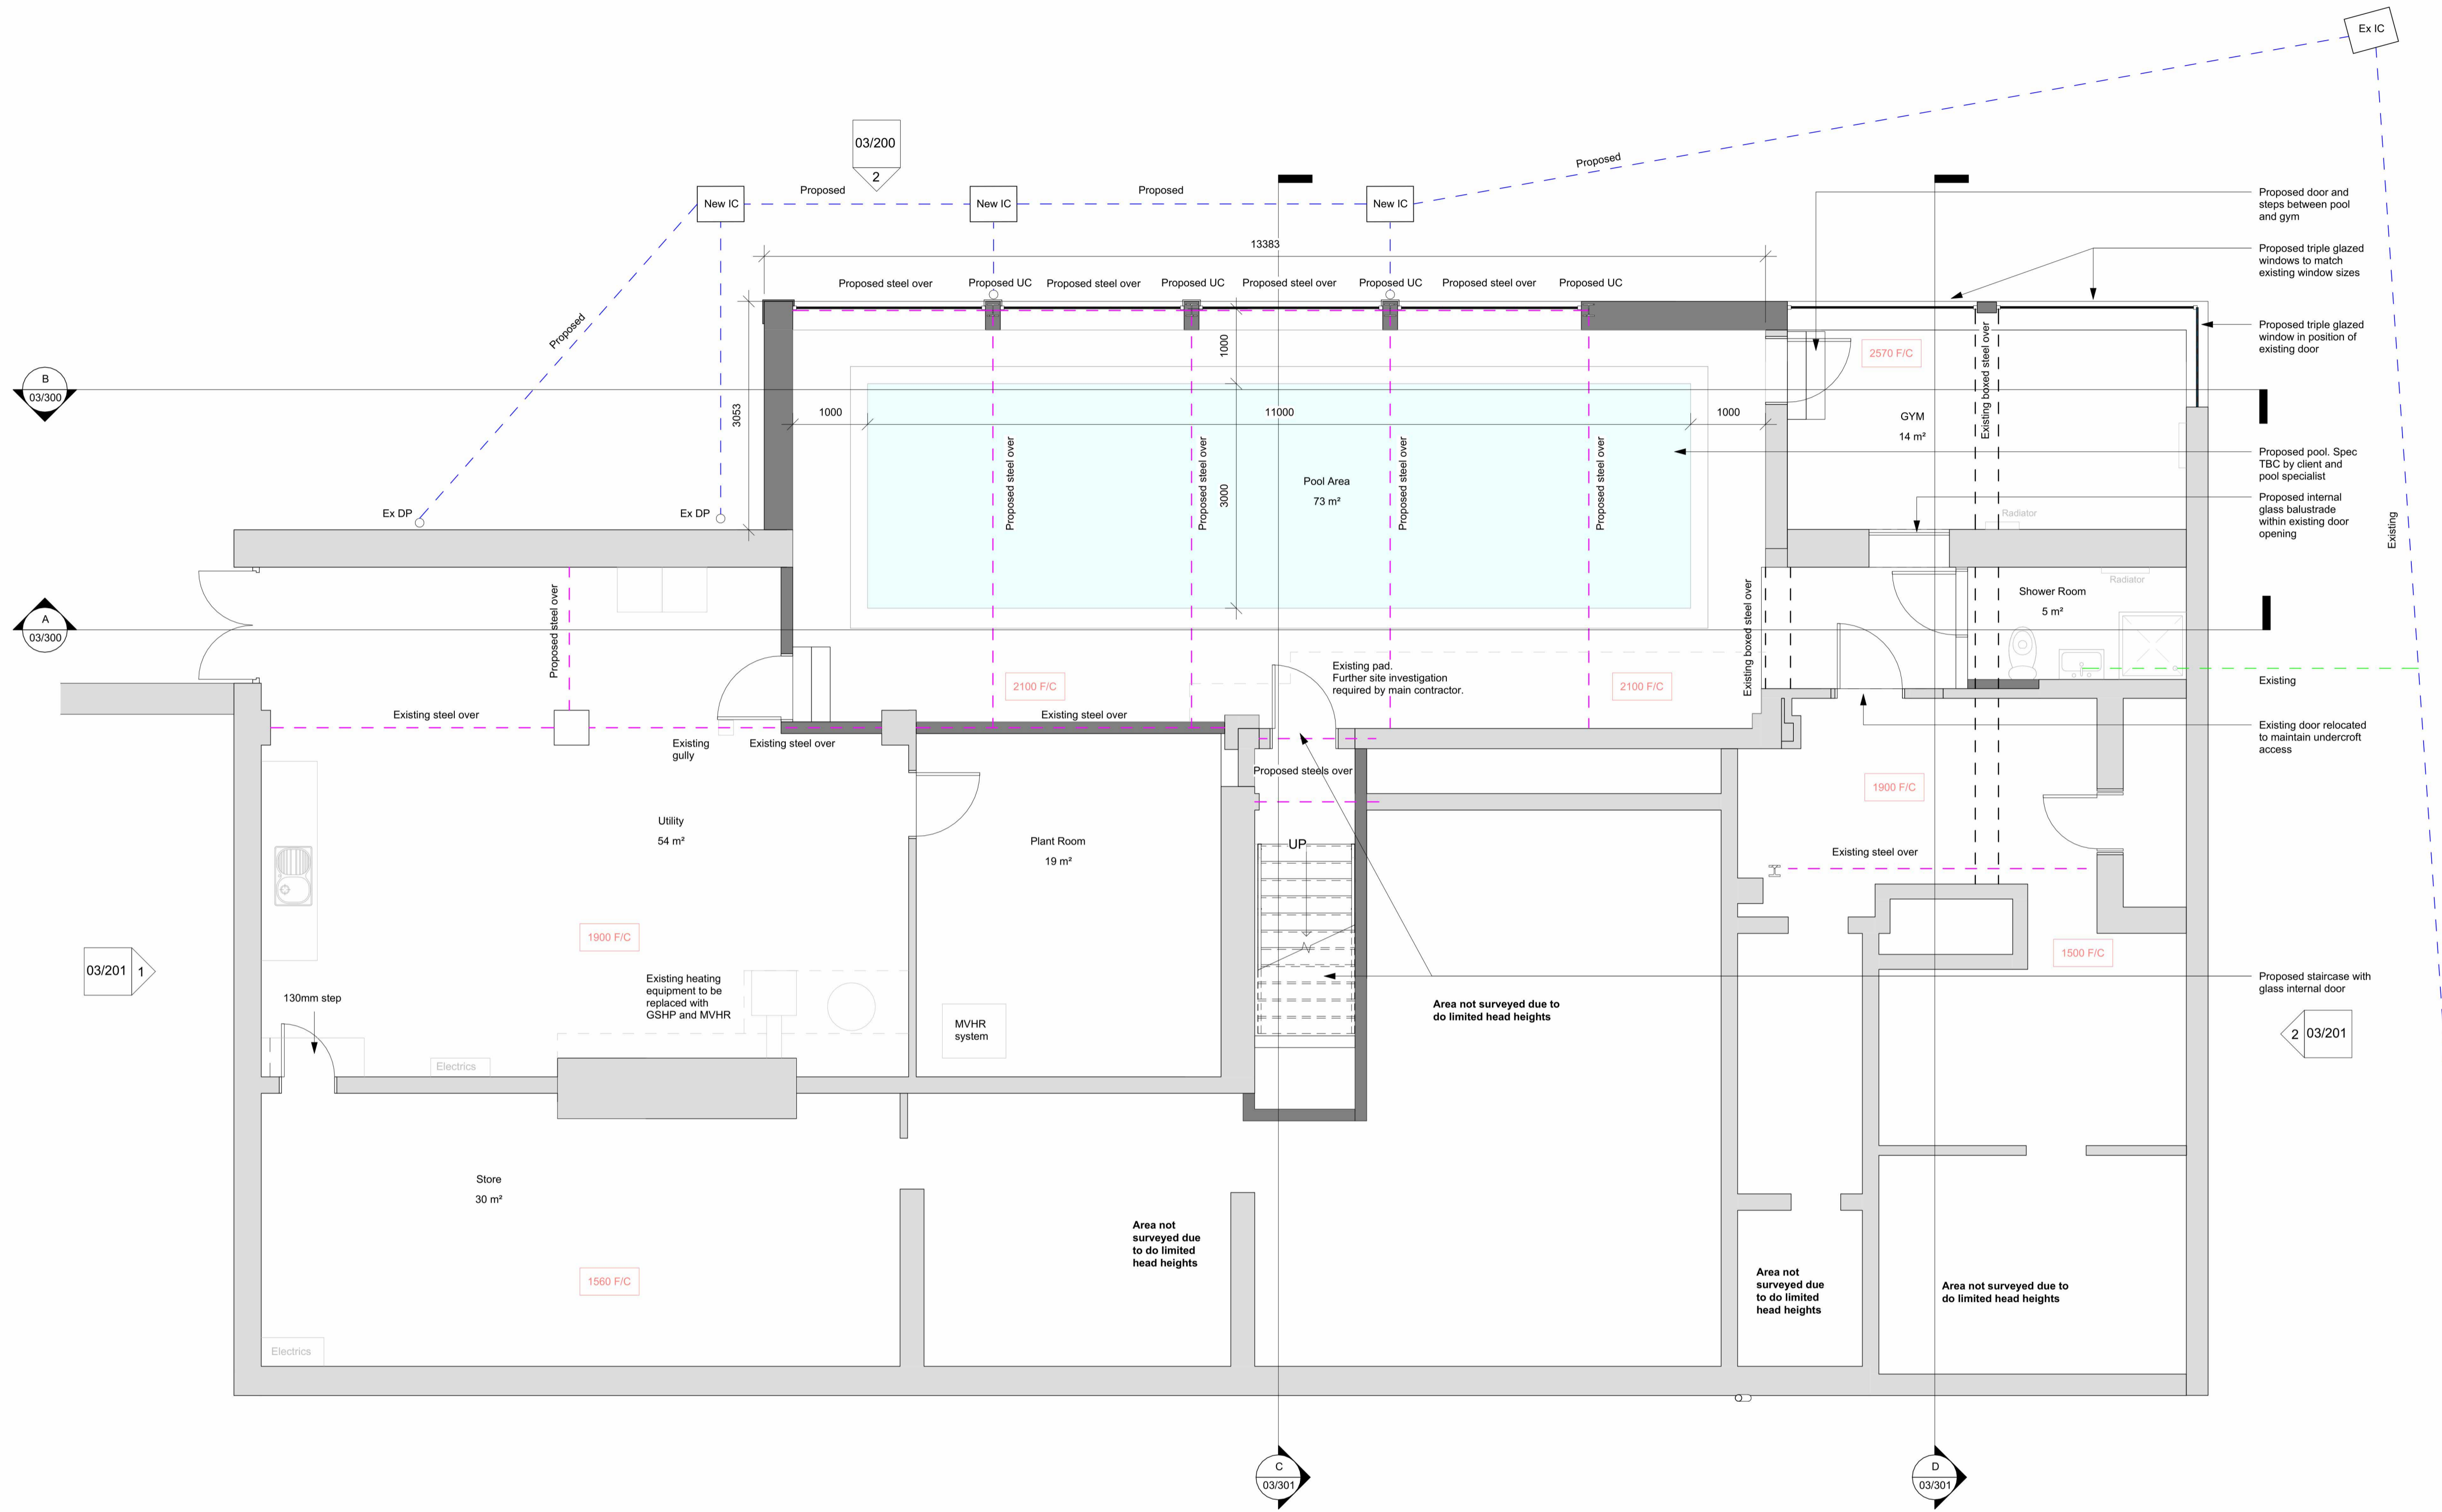 Ex IC
03/200
2
Proposed
New IC
Proposed
New IC
Proposed
New IC
Proposed
Proposed door and
steps between pool
and gym
13383
Proposed triple glazed
windows to match
existing window sizes
Proposed steel over
Proposed UC
Proposed steel over
Proposed UC
Proposed steel over
Proposed UC
Proposed steel over
Proposed UC
Proposed triple glazed
window in position of
existing door
2570 F/C
Existing boxed steel over
1000
B
03/300
3053
1000
11000
1000
GYM
14 m²
Proposed steel over
Proposed steel over
Proposed steel over
Proposed steel over
3000
Pool Area
73 m²
Proposed pool. Spec
TBC by client and
pool specialist
Proposed internal
glass balustrade
within existing door
opening
Ex DP
Ex DP
Radiator
Existing
Radiator
Shower Room
5 m²
A
03/300
Proposed steel over
Existing boxed steel over
Existing pad.
Further site investigation
required by main contractor.
2100 F/C
2100 F/C
Existing
Existing steel over
Existing steel over
Existing
gully
Existing steel over
Existing door relocated
to maintain undercroft
access
Proposed steels over
1900 F/C
Utility
54 m²
Plant Room
19 m²
UP
Existing steel over
1900 F/C
1500 F/C
03/201
1
Existing heating
equipment to be
replaced with
GSHP and MVHR
Proposed staircase with
glass internal door
130mm step
Area not surveyed due to
do limited head heights
MVHR
system
2
03/201
Electrics
Store
30 m²
Area not
surveyed due
to do limited
head heights
1560 F/C
Area not
surveyed due
to do limited
head heights
Area not surveyed due to
do limited head heights
Electrics
C
03/301
D
03/301